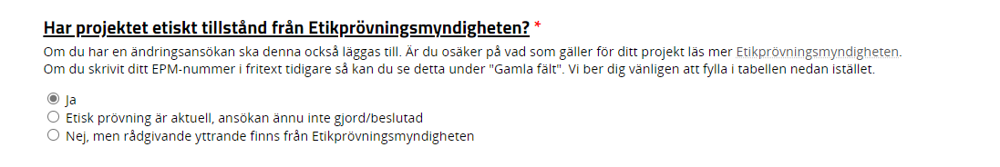 Har projektet etiskt tillstånd från Etikprövningsmyndigheten? *
Om du har en ändringsansökan ska denna också läggas till. Är du osäker på vad som gäller för ditt projekt läs mer Etikprövningsmyndigheten.
Om du skrivit ditt EPM-nummer i fritext tidigare så kan du se detta under "Gamla fält". Vi ber dig vänligen att fylla i tabellen nedan istället.
Ja
Etisk prövning är aktuell, ansökan ännu inte gjord/beslutad
Nej, men rådgivande yttrande finns från Etikprövningsmyndigheten